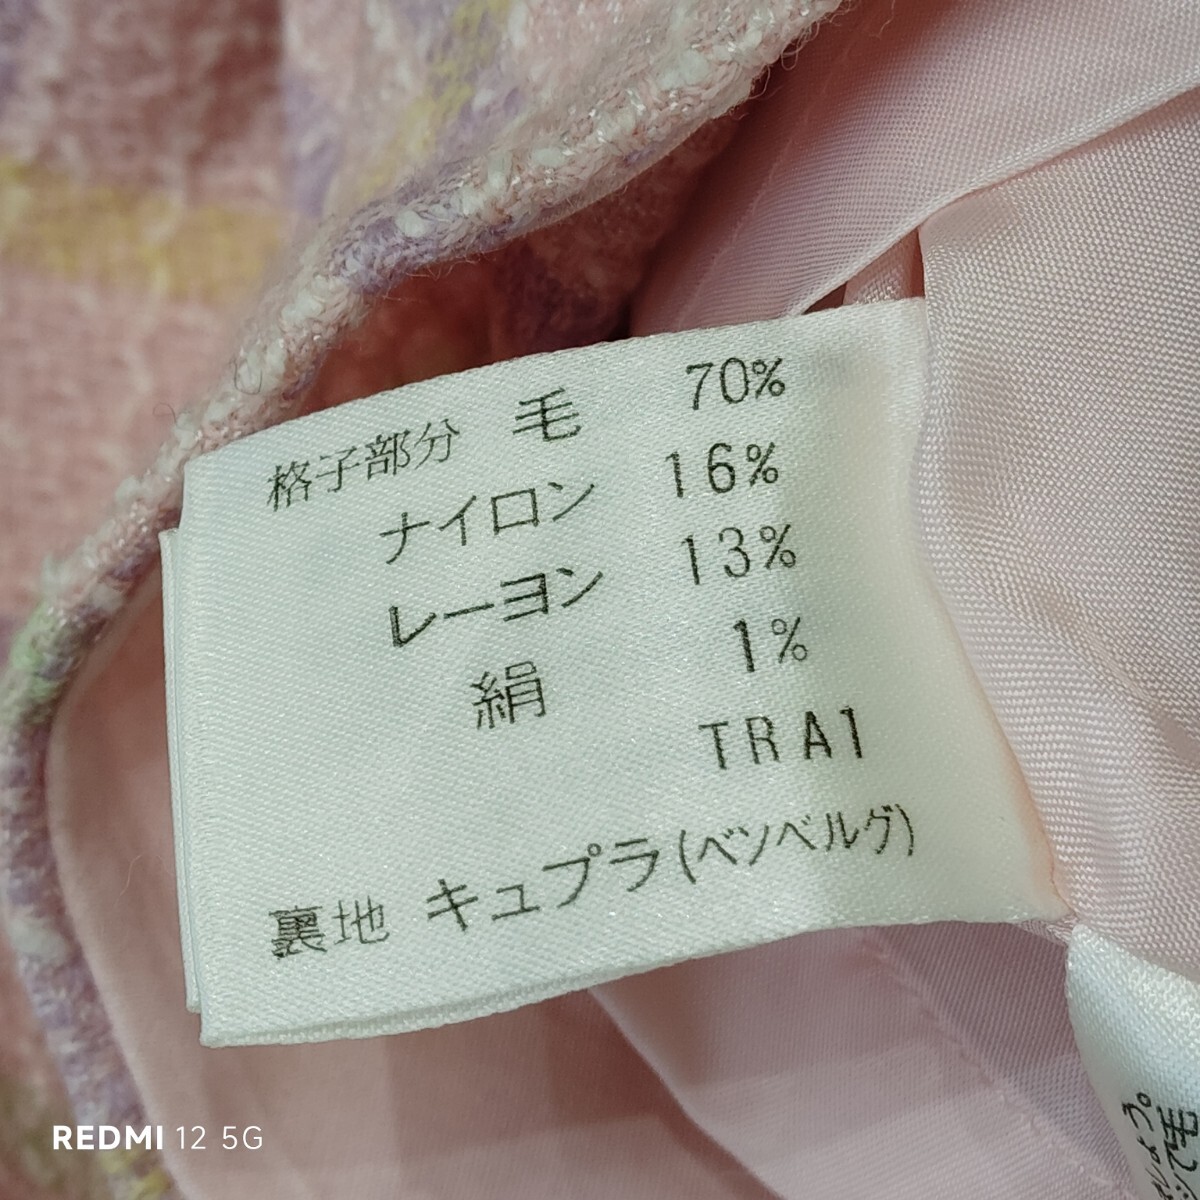 格子部分 毛 70%
ナイロン 16%
レーヨン 13%
絹 1%
TRA1
裏地 キュプラ(ベンベルグ)
REDMI 12 5G